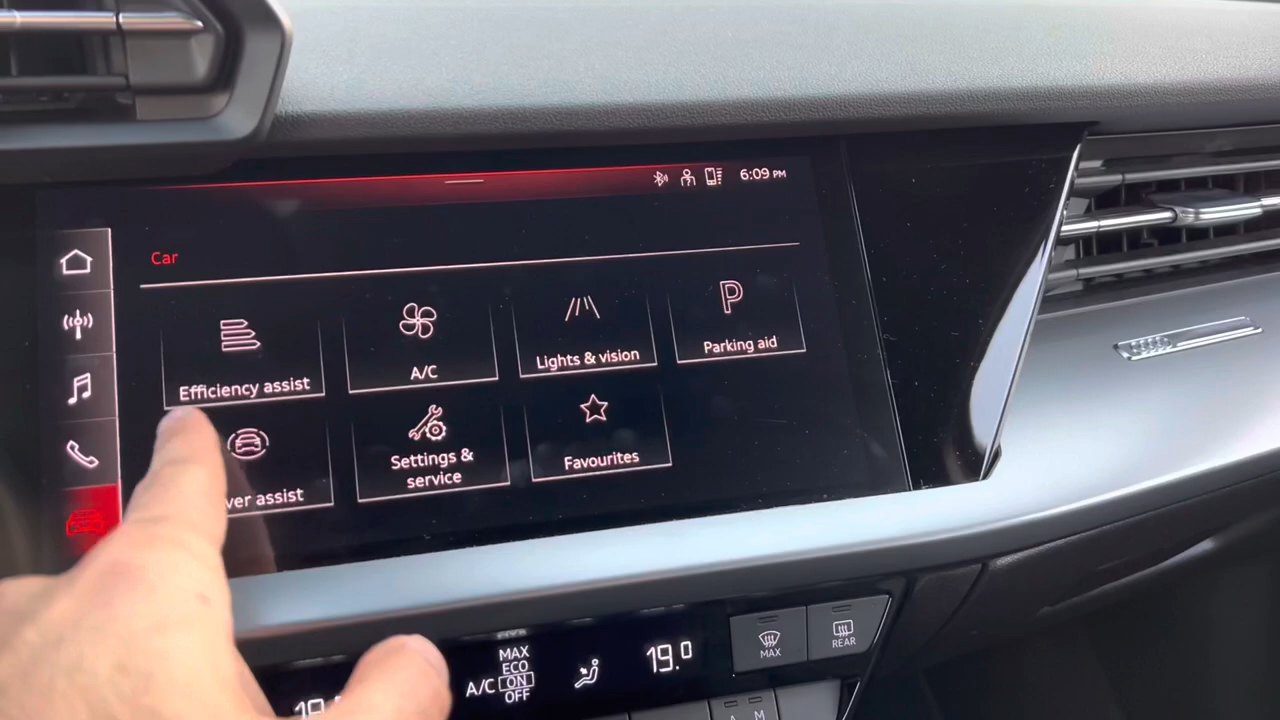 6:09 PM
Car
Efficiency assist
A/C
Lights & vision
P
Parking aid
ver assist
Settings &
service
Favourites
MAX
ECO
A/C ON
OFF
19.0
MAX
REAR
A M